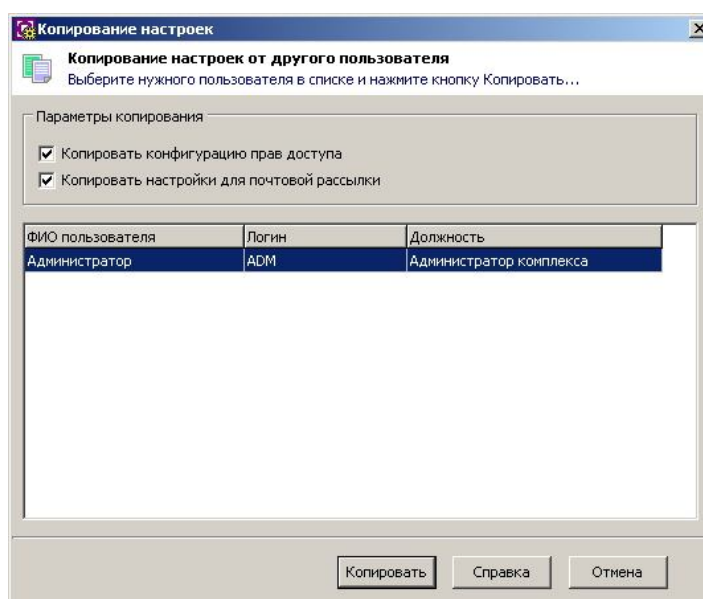 Копирование настроек
Копирование настроек от другого пользователя
Выберите нужного пользователя в списке и нажмите кнопку Копировать...
Параметры копирования
Копировать конфигурацию прав доступа
Копировать настройки для почтовой рассылки
ФИО пользователя Логин Должность
Администратор ADM Администратор комплекса
Копировать Справка Отмена